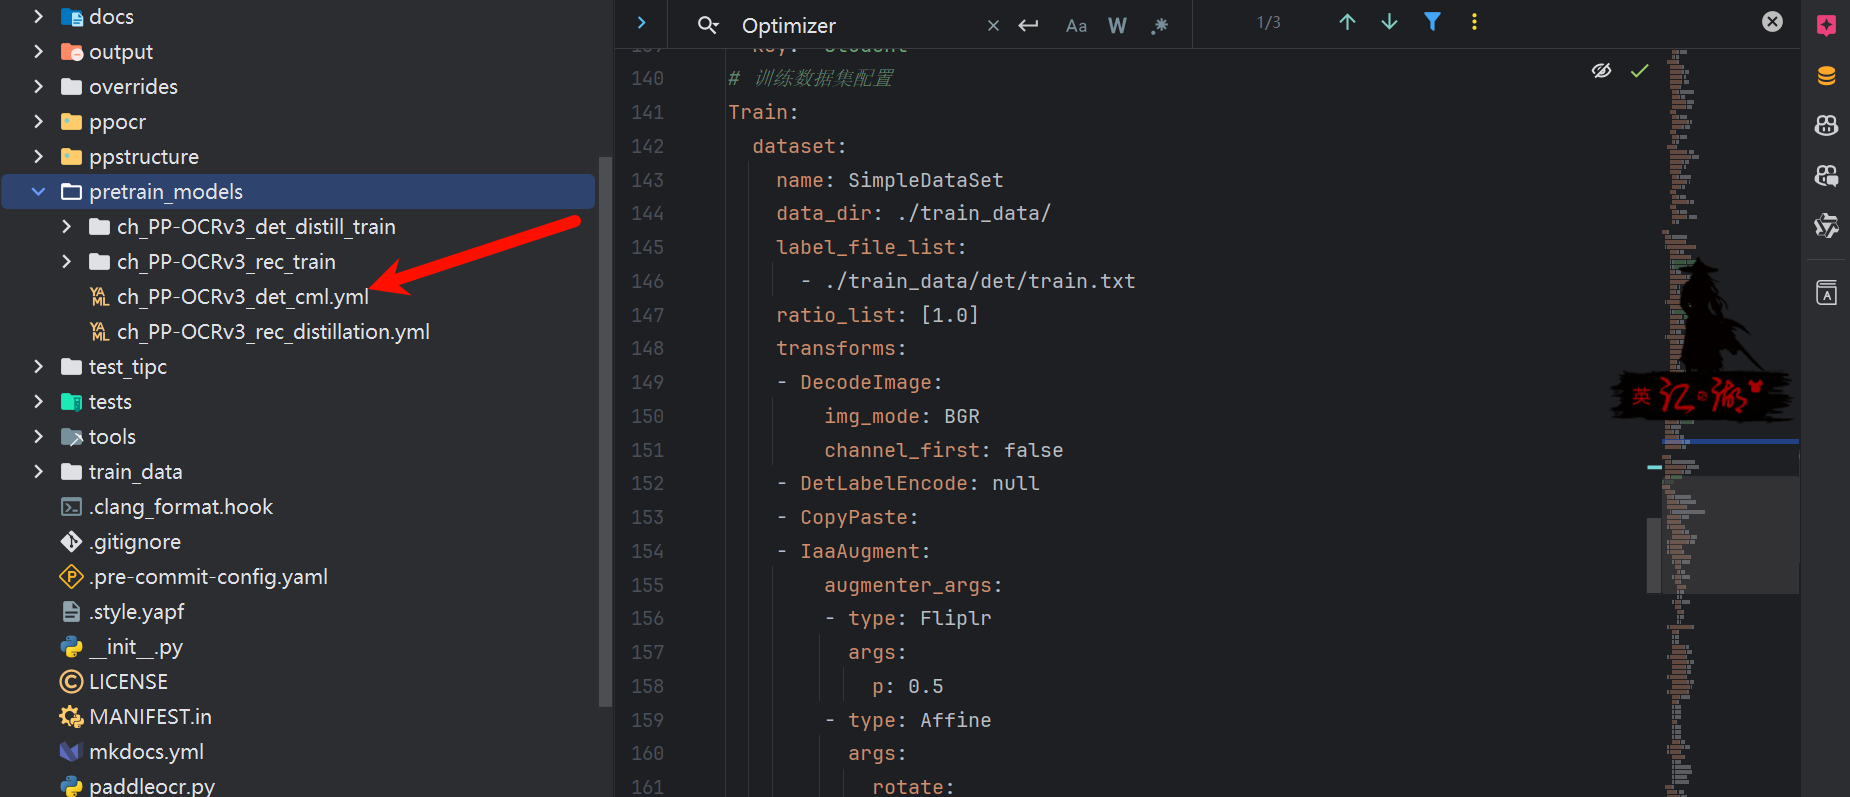 docs
output
overrides
ppocr
ppstructure
pretrain_models
ch_PP-OCRv3_det_distill_train
ch_PP-OCRv3_rec_train
ch_PP-OCRv3_det_cml.yml
ch_PP-OCRv3_rec_distillation.yml
test_tipc
tests
tools
train_data
.clang_format.hook
.gitignore
.pre-commit-config.yaml
.style.yapf
__init__.py
LICENSE
MANIFEST.in
mkdocs.yml
paddleocr.py
Optimizer
Aa W .*
1/3
140 # 训练数据集配置
141 Train:
142 dataset:
143 name: SimpleDataSet
144 data_dir: ./train_data/
145 label_file_list:
146 - ./train_data/det/train.txt
147 ratio_list: [1.0]
148 transforms:
149 - DecodeImage:
150 img_mode: BGR
151 channel_first: false
152 - DetLabelEncode: null
153 - CopyPaste:
154 - IaaAugment:
155 augmenter_args:
156 - type: Fliplr
157 args:
158 p: 0.5
159 - type: Affine
160 args:
161 rotate:
英